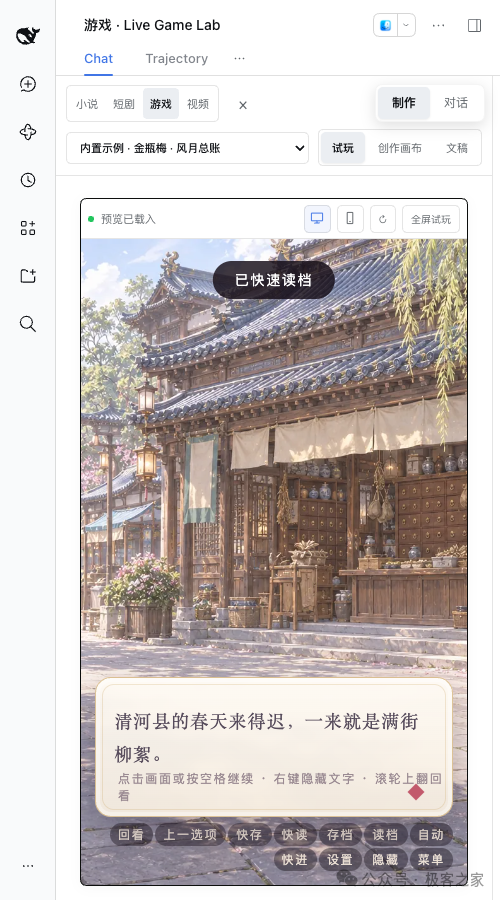 游戏 · Live Game Lab
Chat
Trajectory
小说
短剧
游戏
视频
制作
对话
内置示例 · 金瓶梅 · 风月总账
试玩
创作画布
文稿
预览已载入
全屏试玩
已快速读档
清河县的春天来得迟，一来就是满街
柳絮。
点击画面或按空格继续 · 右键隐藏文字 · 滚轮上翻回
看
回看
上一选项
快存
快读
存档
读档
自动
快进
设置
隐藏
菜单
公众号 · 极客之家